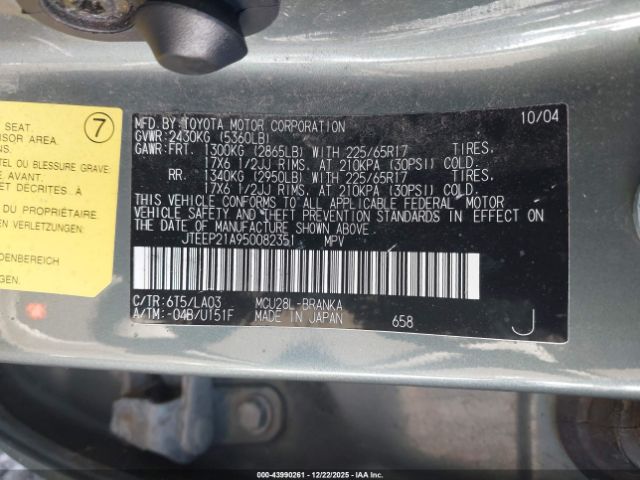 7
SEAT.
NSOR AREA.
TEL OU BLESSURE GRAVE:
ANT.
T DÉCRITES À
DU PROPRIÉTAIRE.
DENBEREICH
EN
MFD BY: TOYOTA MOTOR CORPORATION 10/04
GVWR: 2430KG (5360LB)
GAWR: FRT. 1300KG (2865LB) WITH 225/65R17 TIRES,
17X6 1/2JJ RIMS, AT 210KPA (30PSI) COLD.
RR. 1340KG (2950LB) WITH 225/65R17 TIRES,
17X6 1/2JJ RIMS, AT 210KPA (30PSI) COLD.
THIS VEHICLE CONFORMS TO ALL APPLICABLE FEDERAL MOTOR
VEHICLE SAFETY AND THEFT PREVENTION STANDARDS IN EFFECT ON
THE DATE OF MANUFACTURE SHOWN ABOVE.
JTEEP21A950082351 MPV
C/TR: 6T5/LA03 MCU28L-BRANKA
A/TM: -04B/U151F MADE IN JAPAN 658 J
000-43990261 - 12/22/2025 - IAA Holdings, LLC.